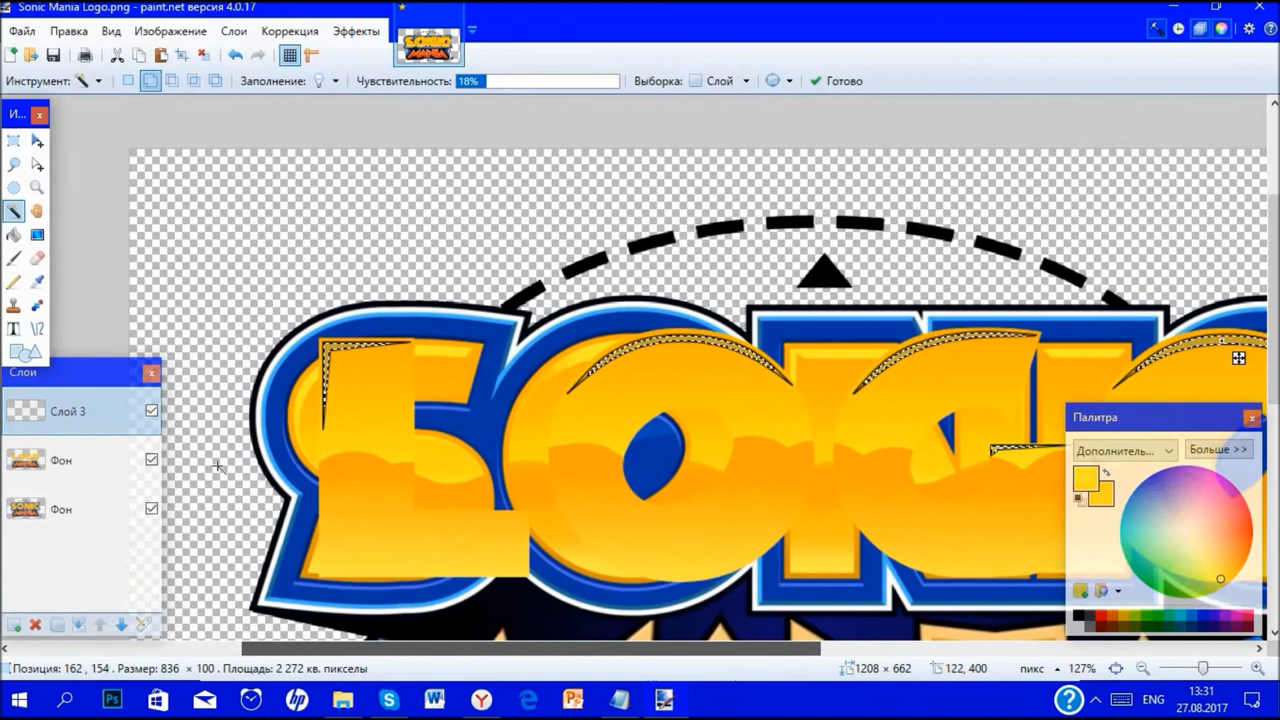 Sonic Mania Logo.png - paint.net версия 4.0.17
Файл Правка Вид Изображение Слои Коррекция Эффекты
Инструмент: Заполнение: Чувствительность: 18% Выборка: Слой Готово
И...
Слои
Слой 3
Фон
Фон
Палитра
Дополнитель... Больше >>
Позиция: 162 , 154 . Размер: 836 × 100 . Площадь: 2 272 кв. пикселы
1208 × 662
122, 400
пикс
127%
ENG
13:31
27.08.2017